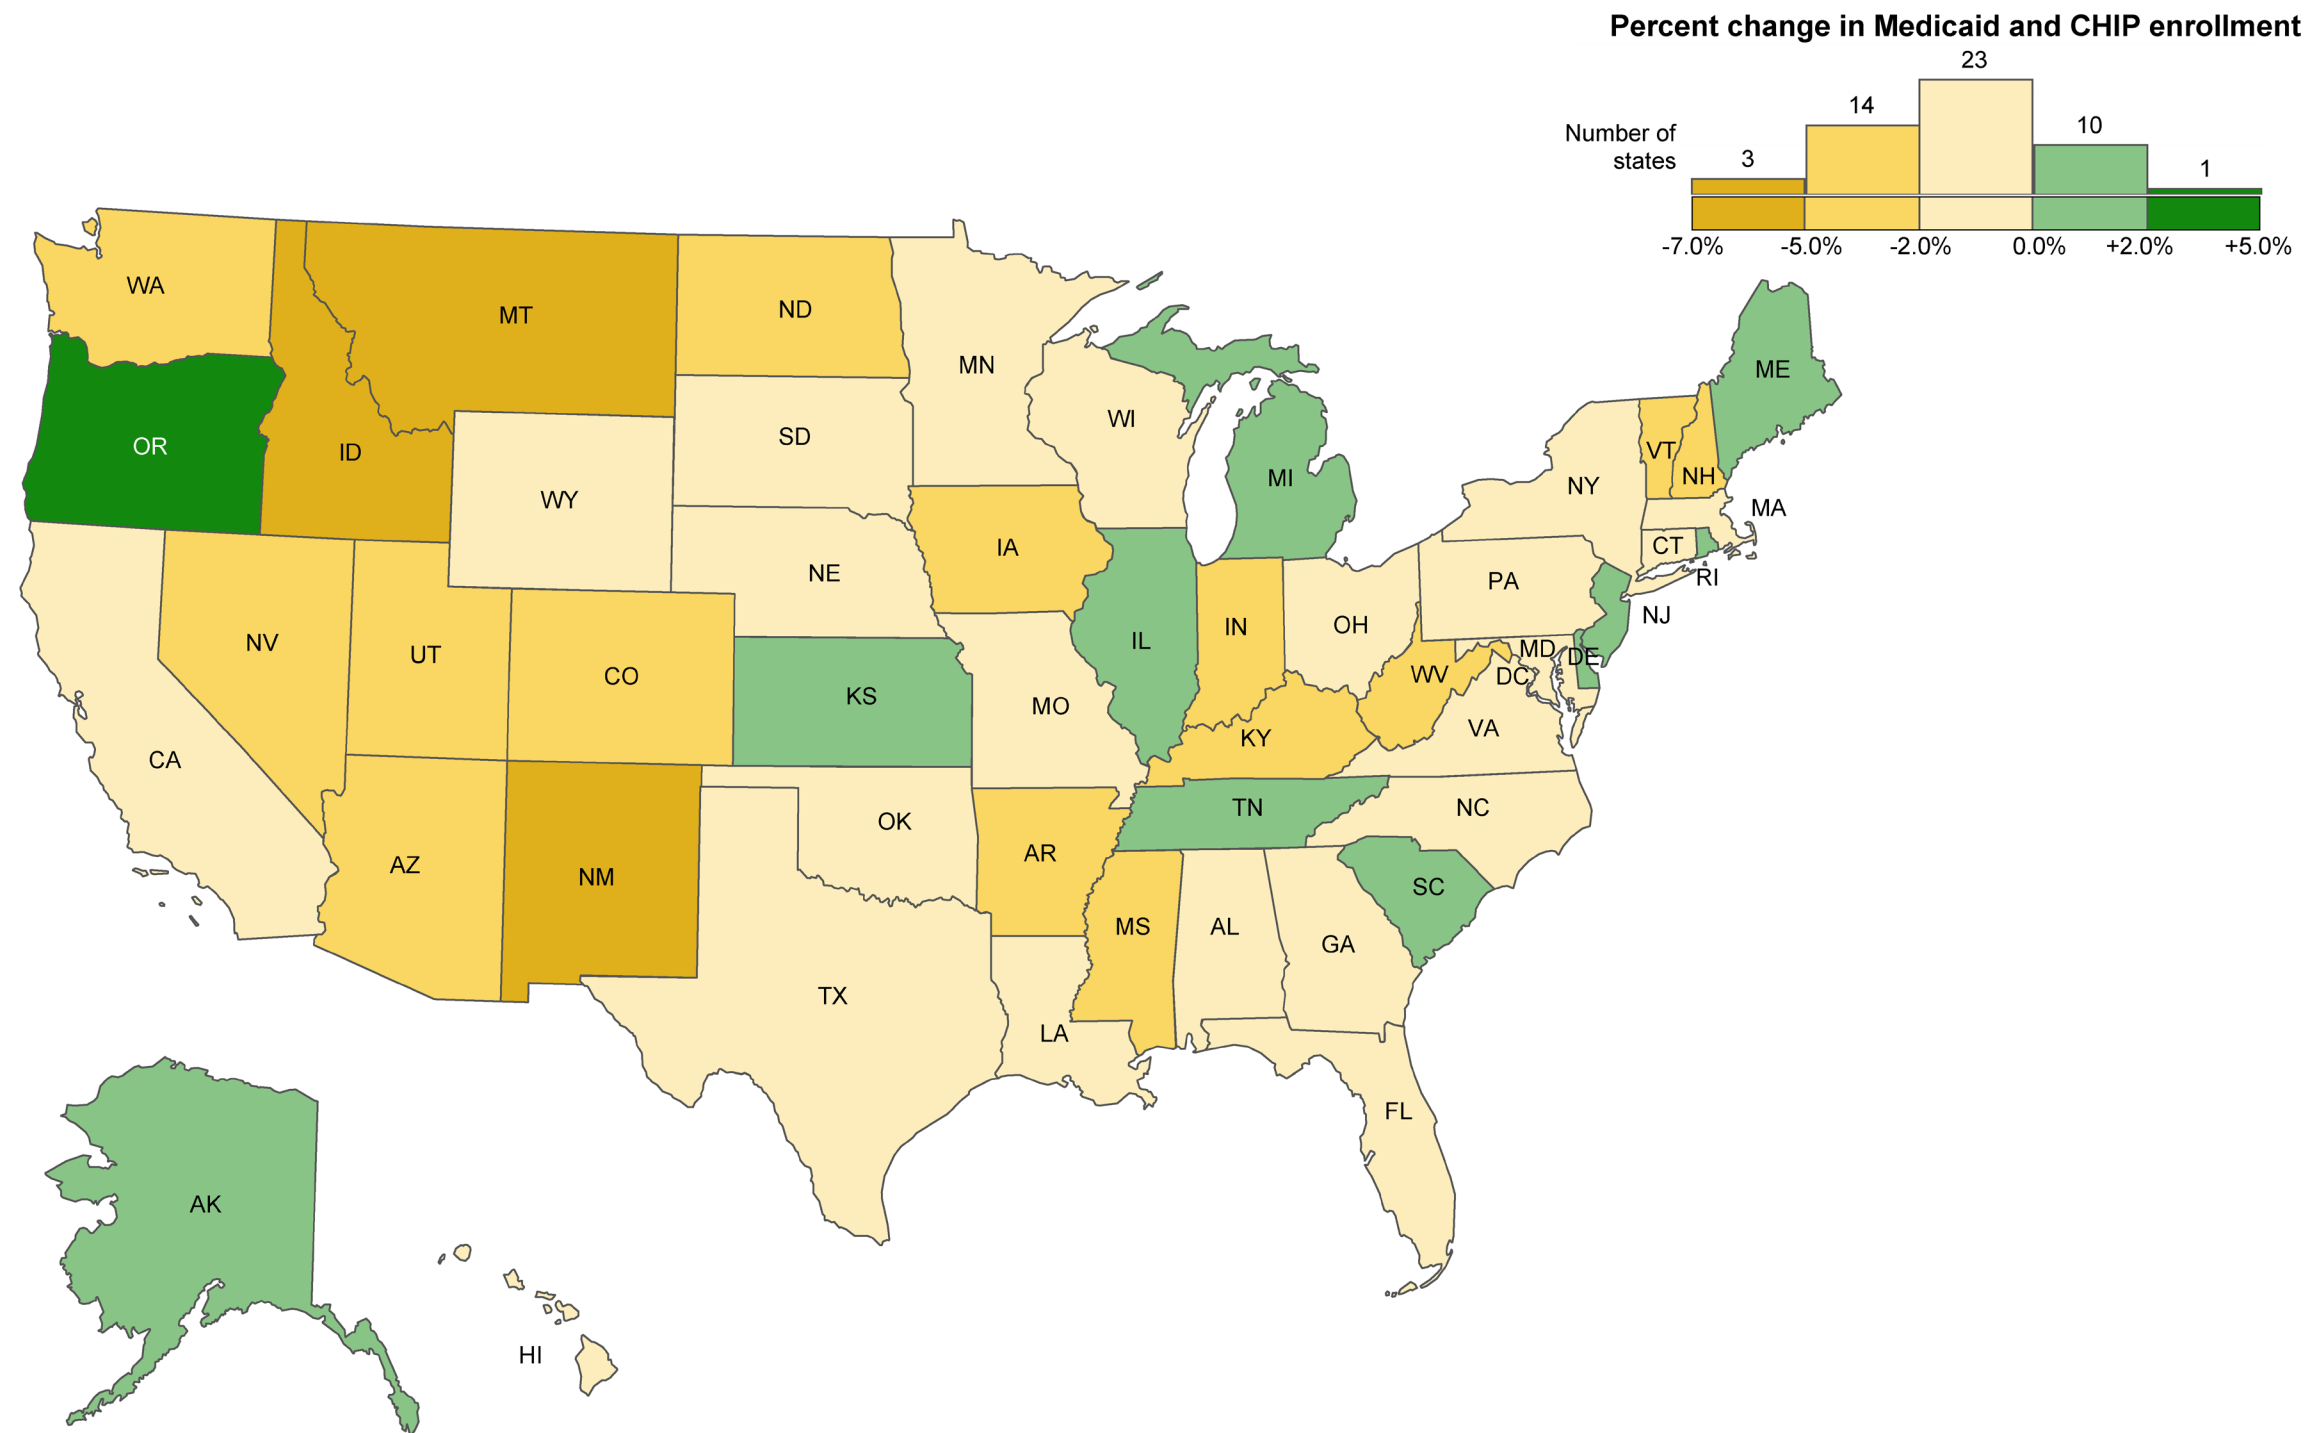 Percent change in Medicaid and CHIP enrollment
23
14
10
Number of
states
3
1
-7.0%
-5.0%
-2.0%
0.0%
+2.0%
+5.0%
WA
MT
ND
MN
ME
OR
ID
SD
WI
WY
MI
NY
VT
NH
MA
IA
CT
NE
PA
RI
NJ
NV
UT
CO
KS
IL
IN
OH
MD
DE
WV
DC
MO
VA
CA
KY
OK
TN
NC
AZ
NM
AR
SC
MS
AL
GA
TX
LA
FL
AK
HI